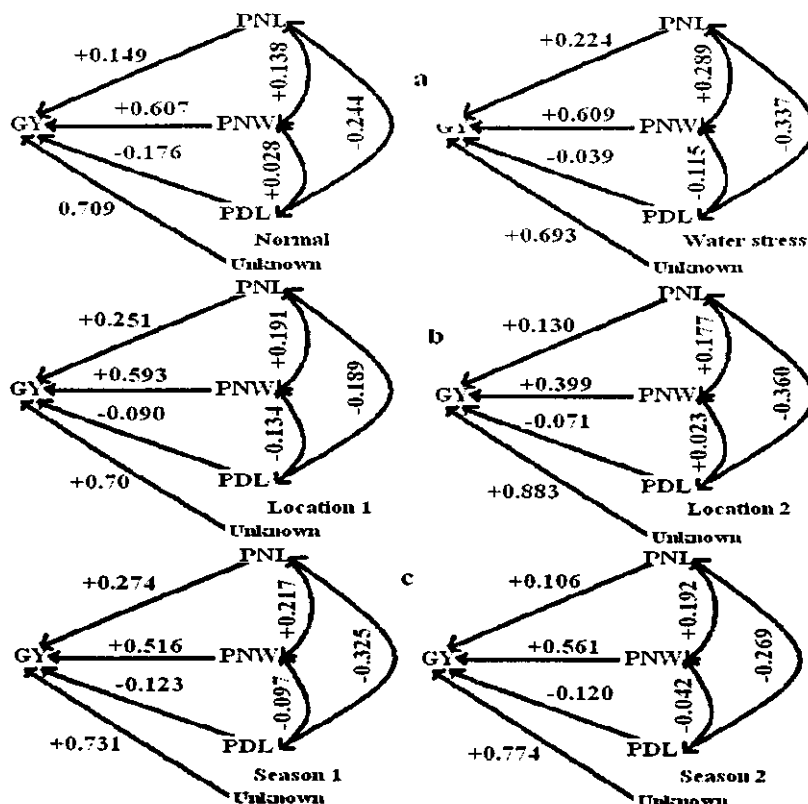 PNL
+0.149
+0.138
-0.244
GY
+0.607
PNW
-0.176
+0.028
0.709
PDL
Normal
Unknown
a
PNL
+0.224
+0.289
-0.337
GY
+0.609
PNW
-0.039
-0.115
+0.693
PDL
Water stress
Unknown
PNL
+0.251
+0.191
-0.189
GY
+0.593
PNW
-0.090
-0.134
+0.70
PDL
Location 1
Unknown
b
PNL
+0.130
+0.177
-0.360
GY
+0.399
PNW
-0.071
+0.023
+0.883
PDL
Location 2
Unknown
PNL
+0.274
+0.217
-0.325
GY
+0.516
PNW
-0.123
-0.097
+0.731
PDL
Season 1
Unknown
c
PNL
+0.106
+0.192
-0.269
GY
+0.561
PNW
-0.120
-0.042
+0.774
PDL
Season 2
Unknown